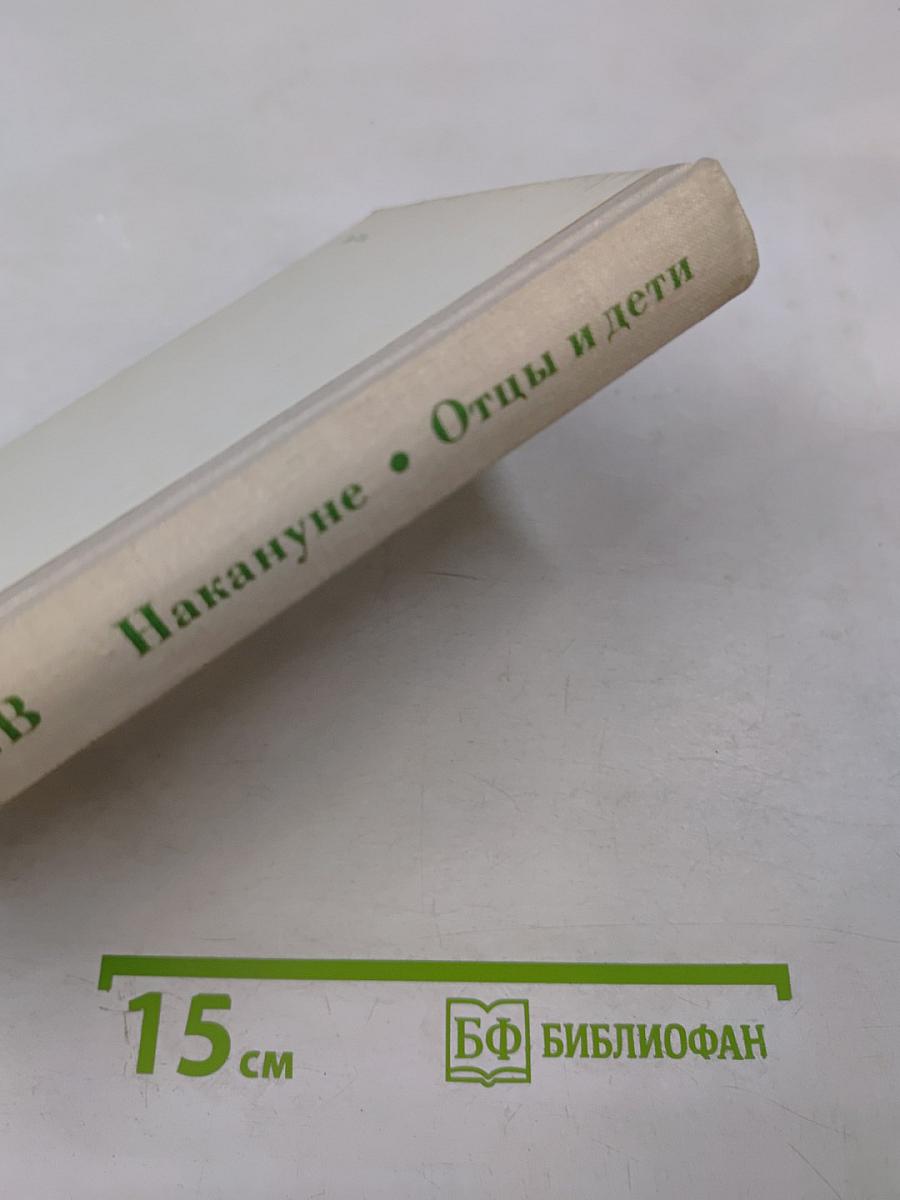 В Накануне • Отцы и дети
15 см
БФ БИБЛИОФАН